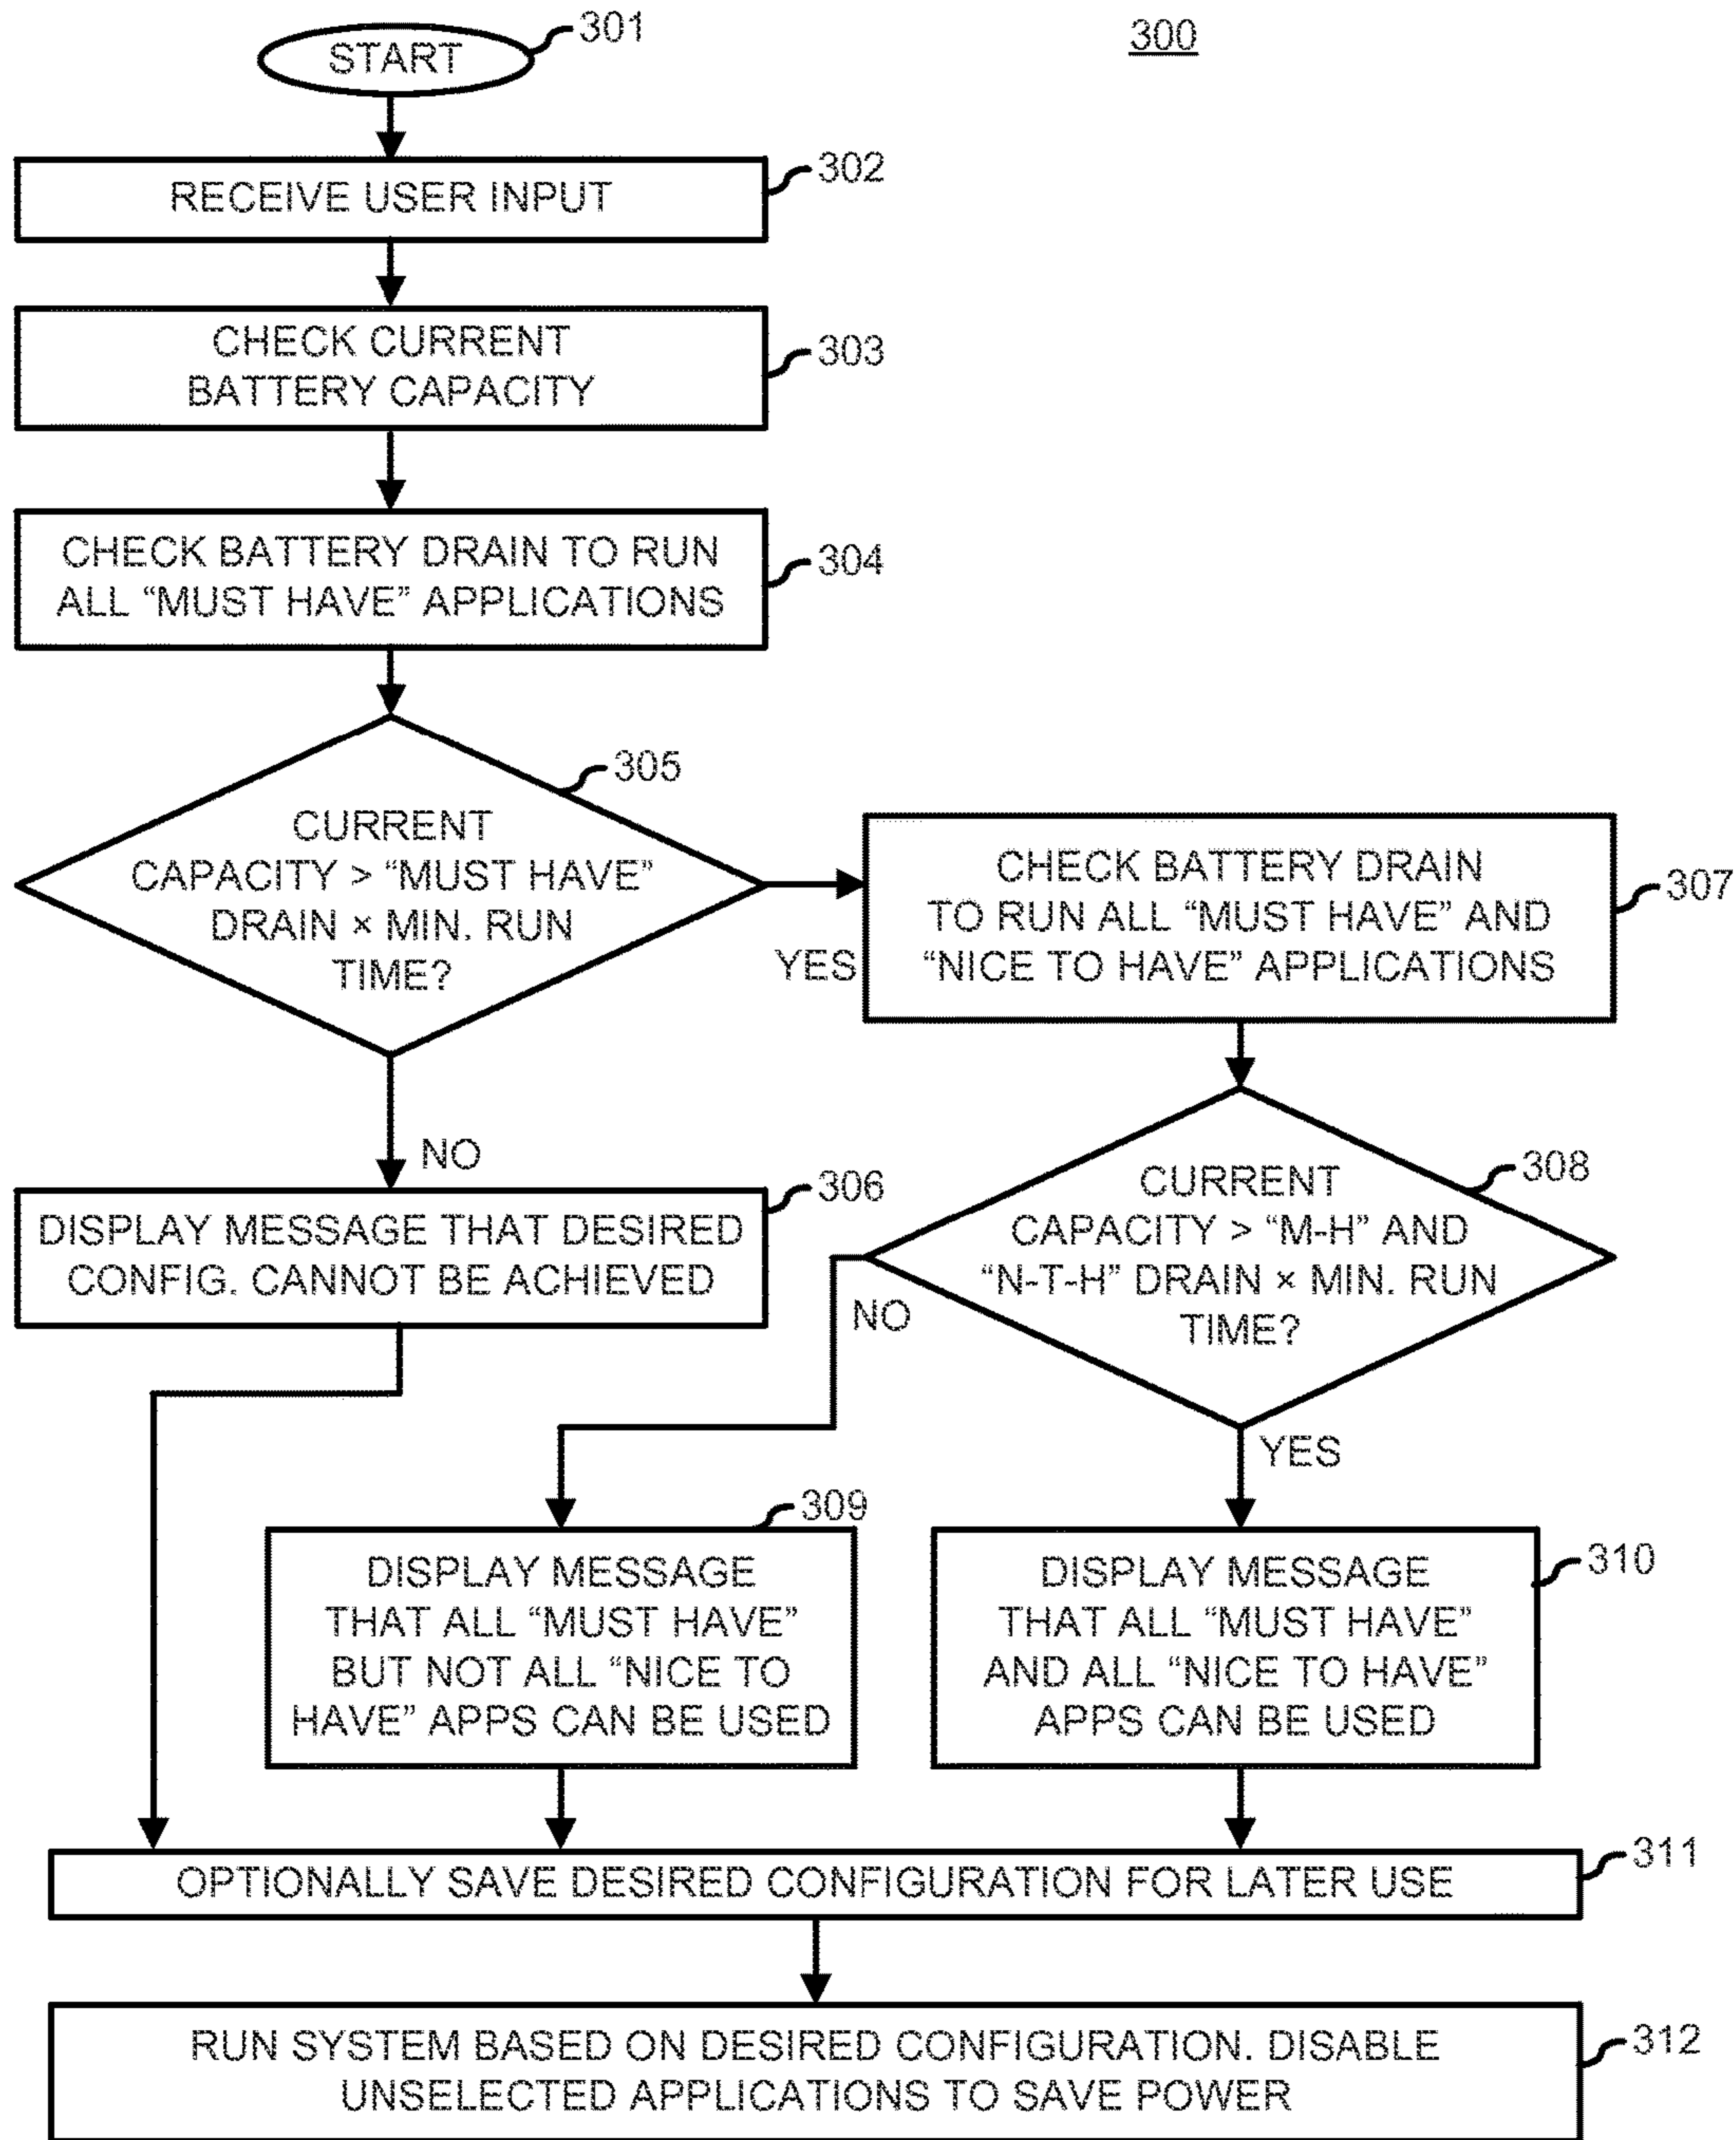 300
START
301
RECEIVE USER INPUT
302
CHECK CURRENT
BATTERY CAPACITY
303
CHECK BATTERY DRAIN TO RUN
ALL “MUST HAVE” APPLICATIONS
304
305
CURRENT
CAPACITY > “MUST HAVE”
DRAIN × MIN. RUN
TIME?
YES
NO
CHECK BATTERY DRAIN
TO RUN ALL “MUST HAVE” AND
“NICE TO HAVE” APPLICATIONS
307
306
DISPLAY MESSAGE THAT DESIRED
CONFIG. CANNOT BE ACHIEVED
308
CURRENT
CAPACITY > “M-H” AND
“N-T-H” DRAIN × MIN. RUN
TIME?
NO
YES
309
DISPLAY MESSAGE
THAT ALL “MUST HAVE”
BUT NOT ALL “NICE TO
HAVE” APPS CAN BE USED
310
DISPLAY MESSAGE
THAT ALL “MUST HAVE”
AND ALL “NICE TO HAVE”
APPS CAN BE USED
OPTIONALLY SAVE DESIRED CONFIGURATION FOR LATER USE
311
RUN SYSTEM BASED ON DESIRED CONFIGURATION. DISABLE
UNSELECTED APPLICATIONS TO SAVE POWER
312